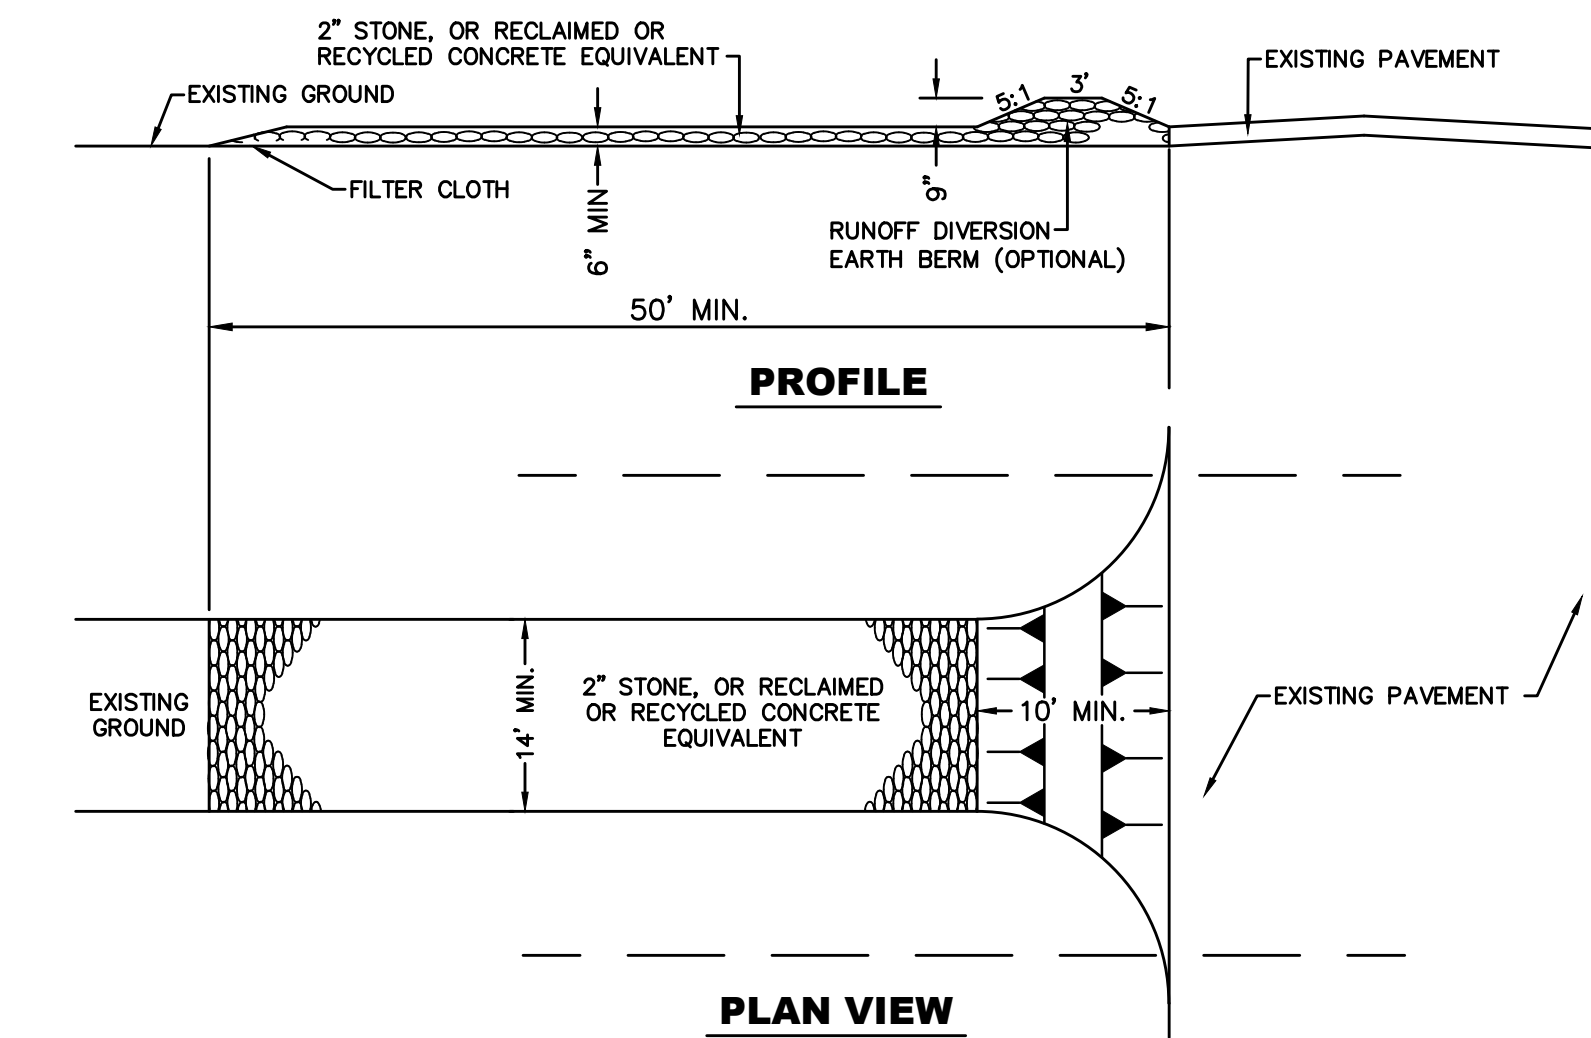 2” STONE, OR RECLAIMED OR
RECYCLED CONCRETE EQUIVALENT
EXISTING PAVEMENT
EXISTING GROUND
5:1
3’
5:1
FILTER CLOTH
6” MIN
9”
RUNOFF DIVERSION
EARTH BERM (OPTIONAL)
50’ MIN.
PROFILE
EXISTING
GROUND
14’ MIN.
2” STONE, OR RECLAIMED
OR RECYCLED CONCRETE
EQUIVALENT
10’ MIN.
EXISTING PAVEMENT
PLAN VIEW